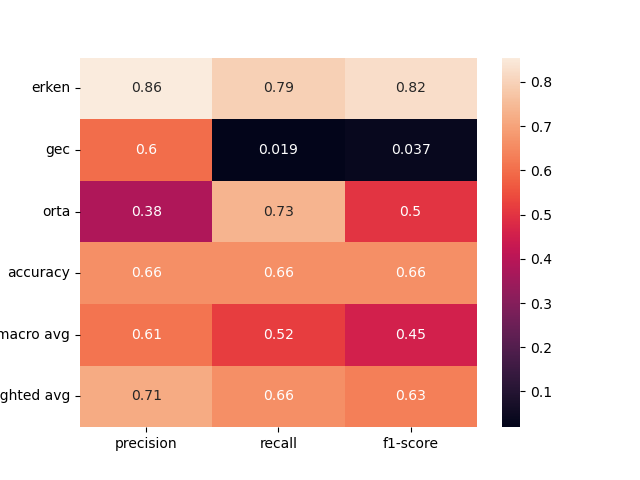 erken 0.86 0.79 0.82
gec 0.6 0.019 0.037
orta 0.38 0.73 0.5
accuracy 0.66 0.66 0.66
macro avg 0.61 0.52 0.45
ghted avg 0.71 0.66 0.63
precision recall f1-score
0.8
0.7
0.6
0.5
0.4
0.3
0.2
0.1